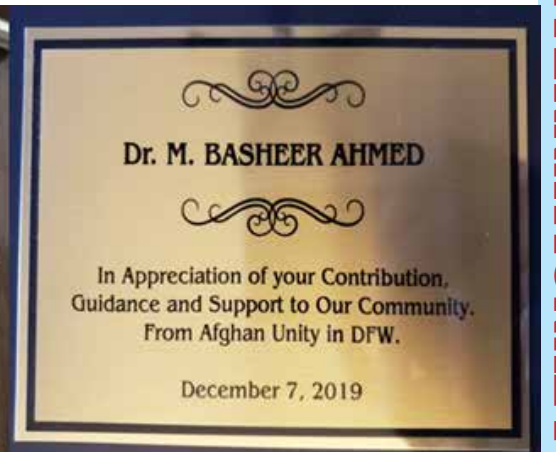 Dr. M. BASHEER AHMED
In Appreciation of your Contribution,
Guidance and Support to Our Community.
From Afghan Unity in DFW.
December 7, 2019